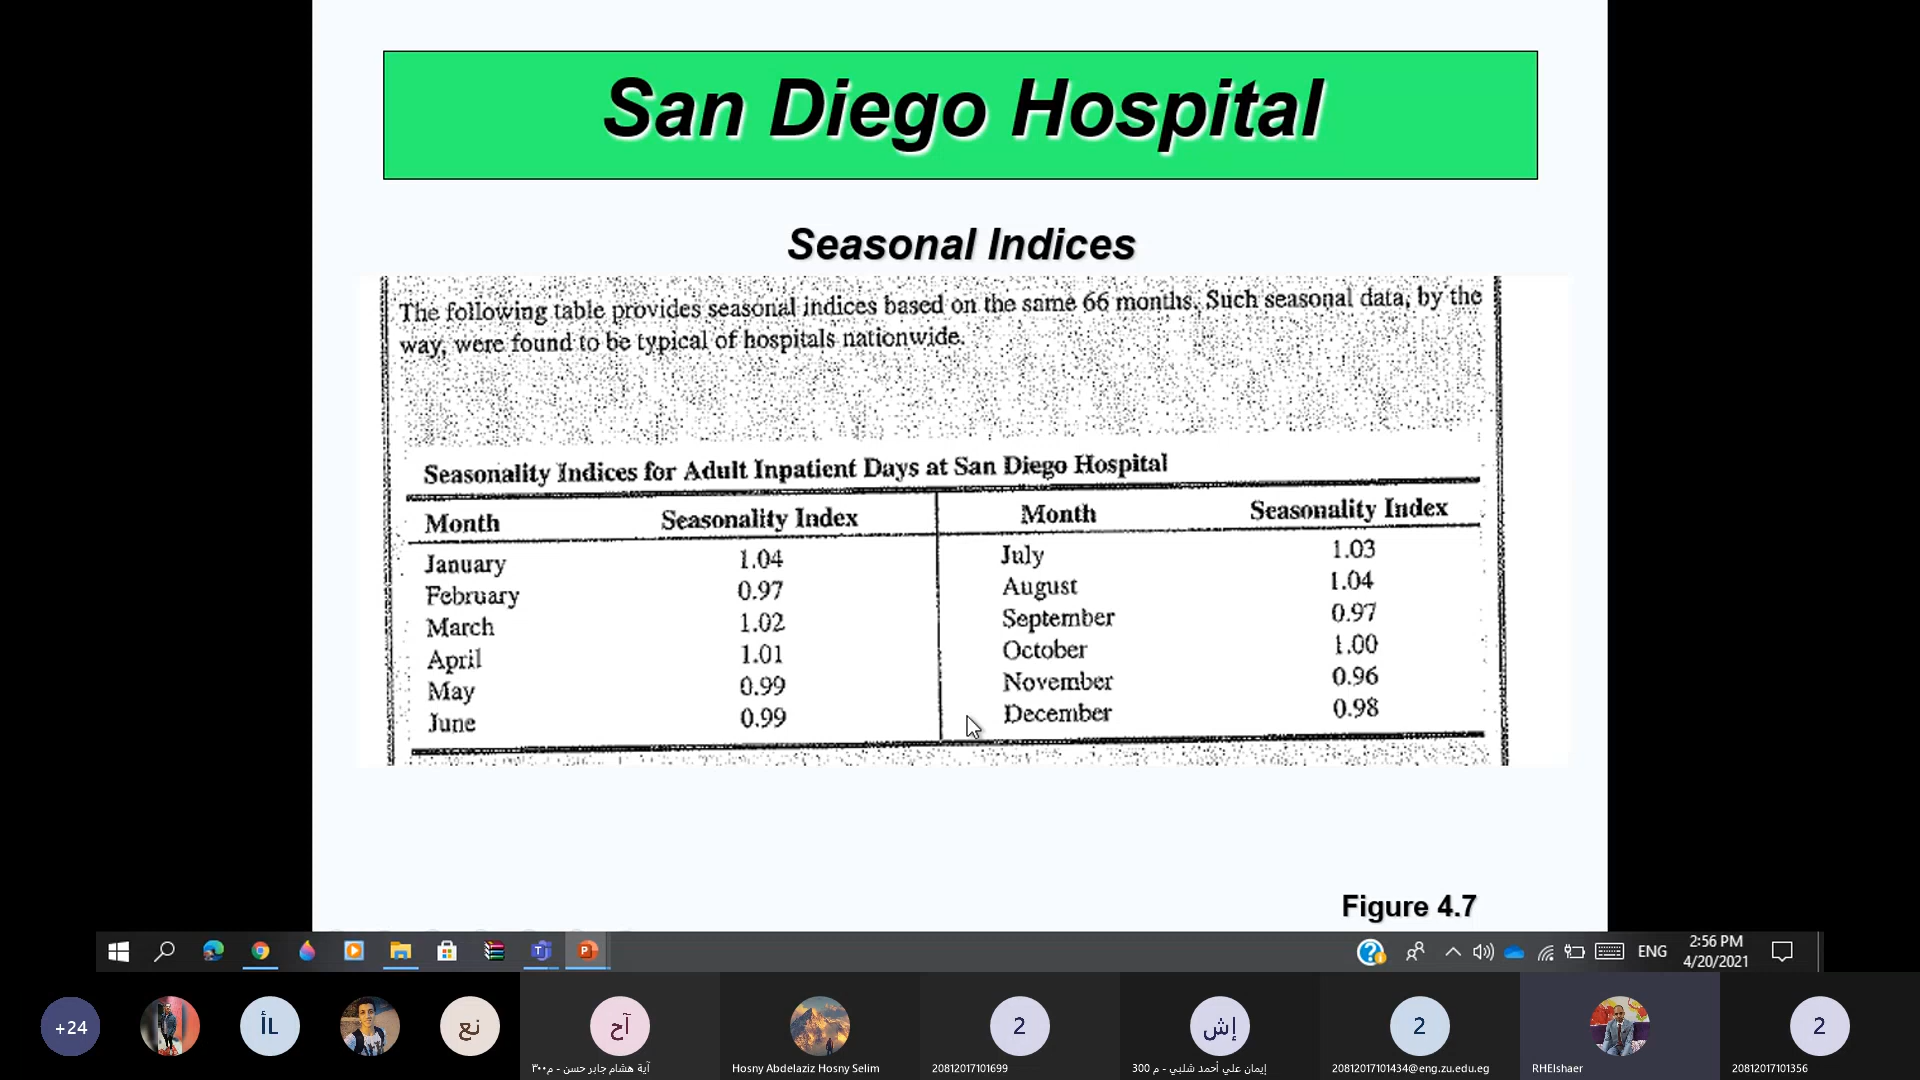 San Diego Hospital
Seasonal Indices
The following table provides seasonal indices based on the same 66 months. Such seasonal data, by the
way, were found to be typical of hospitals nationwide.
Seasonality Indices for Adult Inpatient Days at San Diego Hospital
Month Seasonality Index Month Seasonality Index
January 1.04 July 1.03
February 0.97 August 1.04
March 1.02 September 0.97
April 1.01 October 1.00
May 0.99 November 0.96
June 0.99 December 0.98
Figure 4.7
ENG
2:56 PM
4/20/2021
+24
أL
نع
آح
2
إش
2
2
آية هشام جابر حسن - م٣٠٠
Hosny Abdelaziz Hosny Selim
20812017101699
إيمان علي أحمد شلبي - م 300
20812017101434@eng.zu.edu.eg
RHElshaer
20812017101356